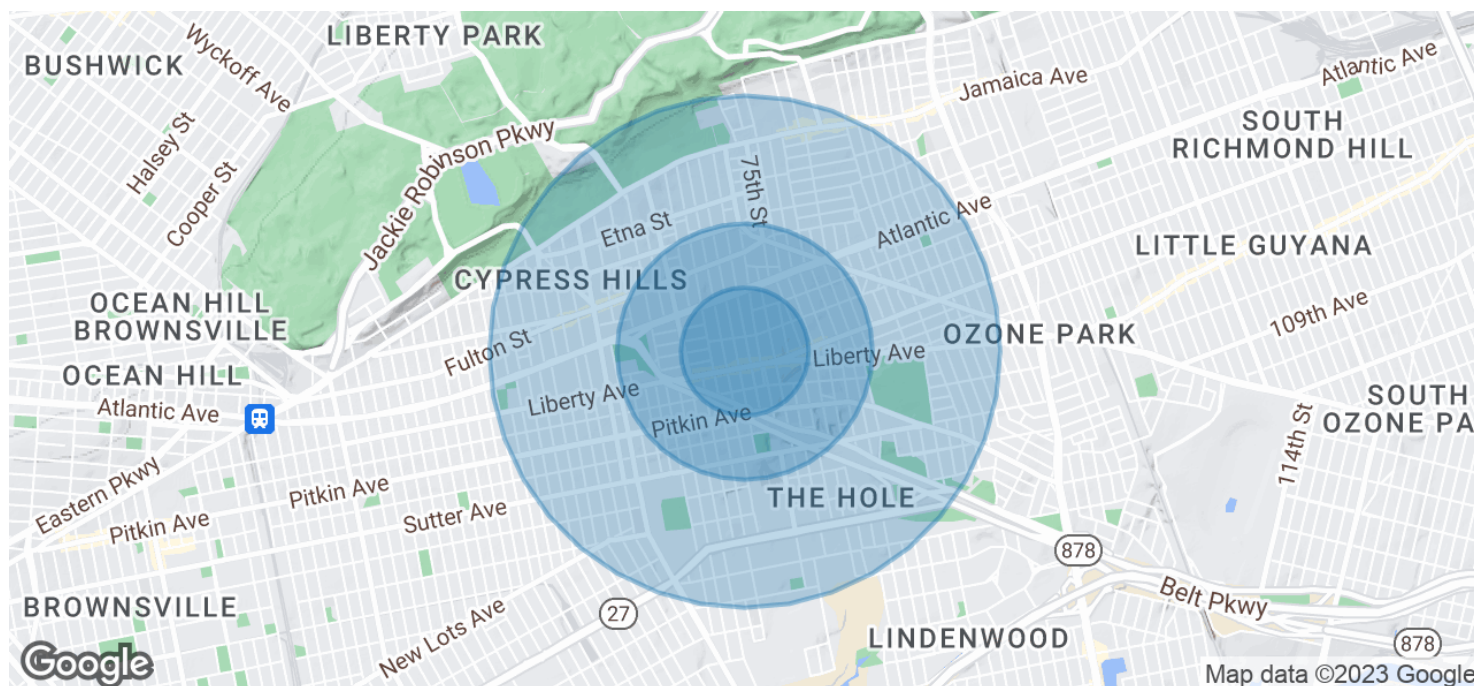 LIBERTY PARK
BUSHWICK
Wyckoff Ave
Atlantic Ave
Jamaica Ave
Halsey St
Cooper St
Jackie Robinson Pkwy
SOUTH
RICHMOND HILL
75th St
Etna St
Atlantic Ave
LITTLE GUYANA
CYPRESS HILLS
OCEAN HILL
BROWNSVILLE
109th Ave
OZONE PARK
Fulton St
Liberty Ave
OCEAN HILL
Liberty Ave
Atlantic Ave
SOUTH
OZONE PA
Pitkin Ave
114th St
Eastern Pkwy
Pitkin Ave
THE HOLE
Pitkin Ave
Sutter Ave
878
Belt Pkwy
BROWNSVILLE
27
New Lots Ave
LINDENWOOD
878
Google
Map data ©2023 Google